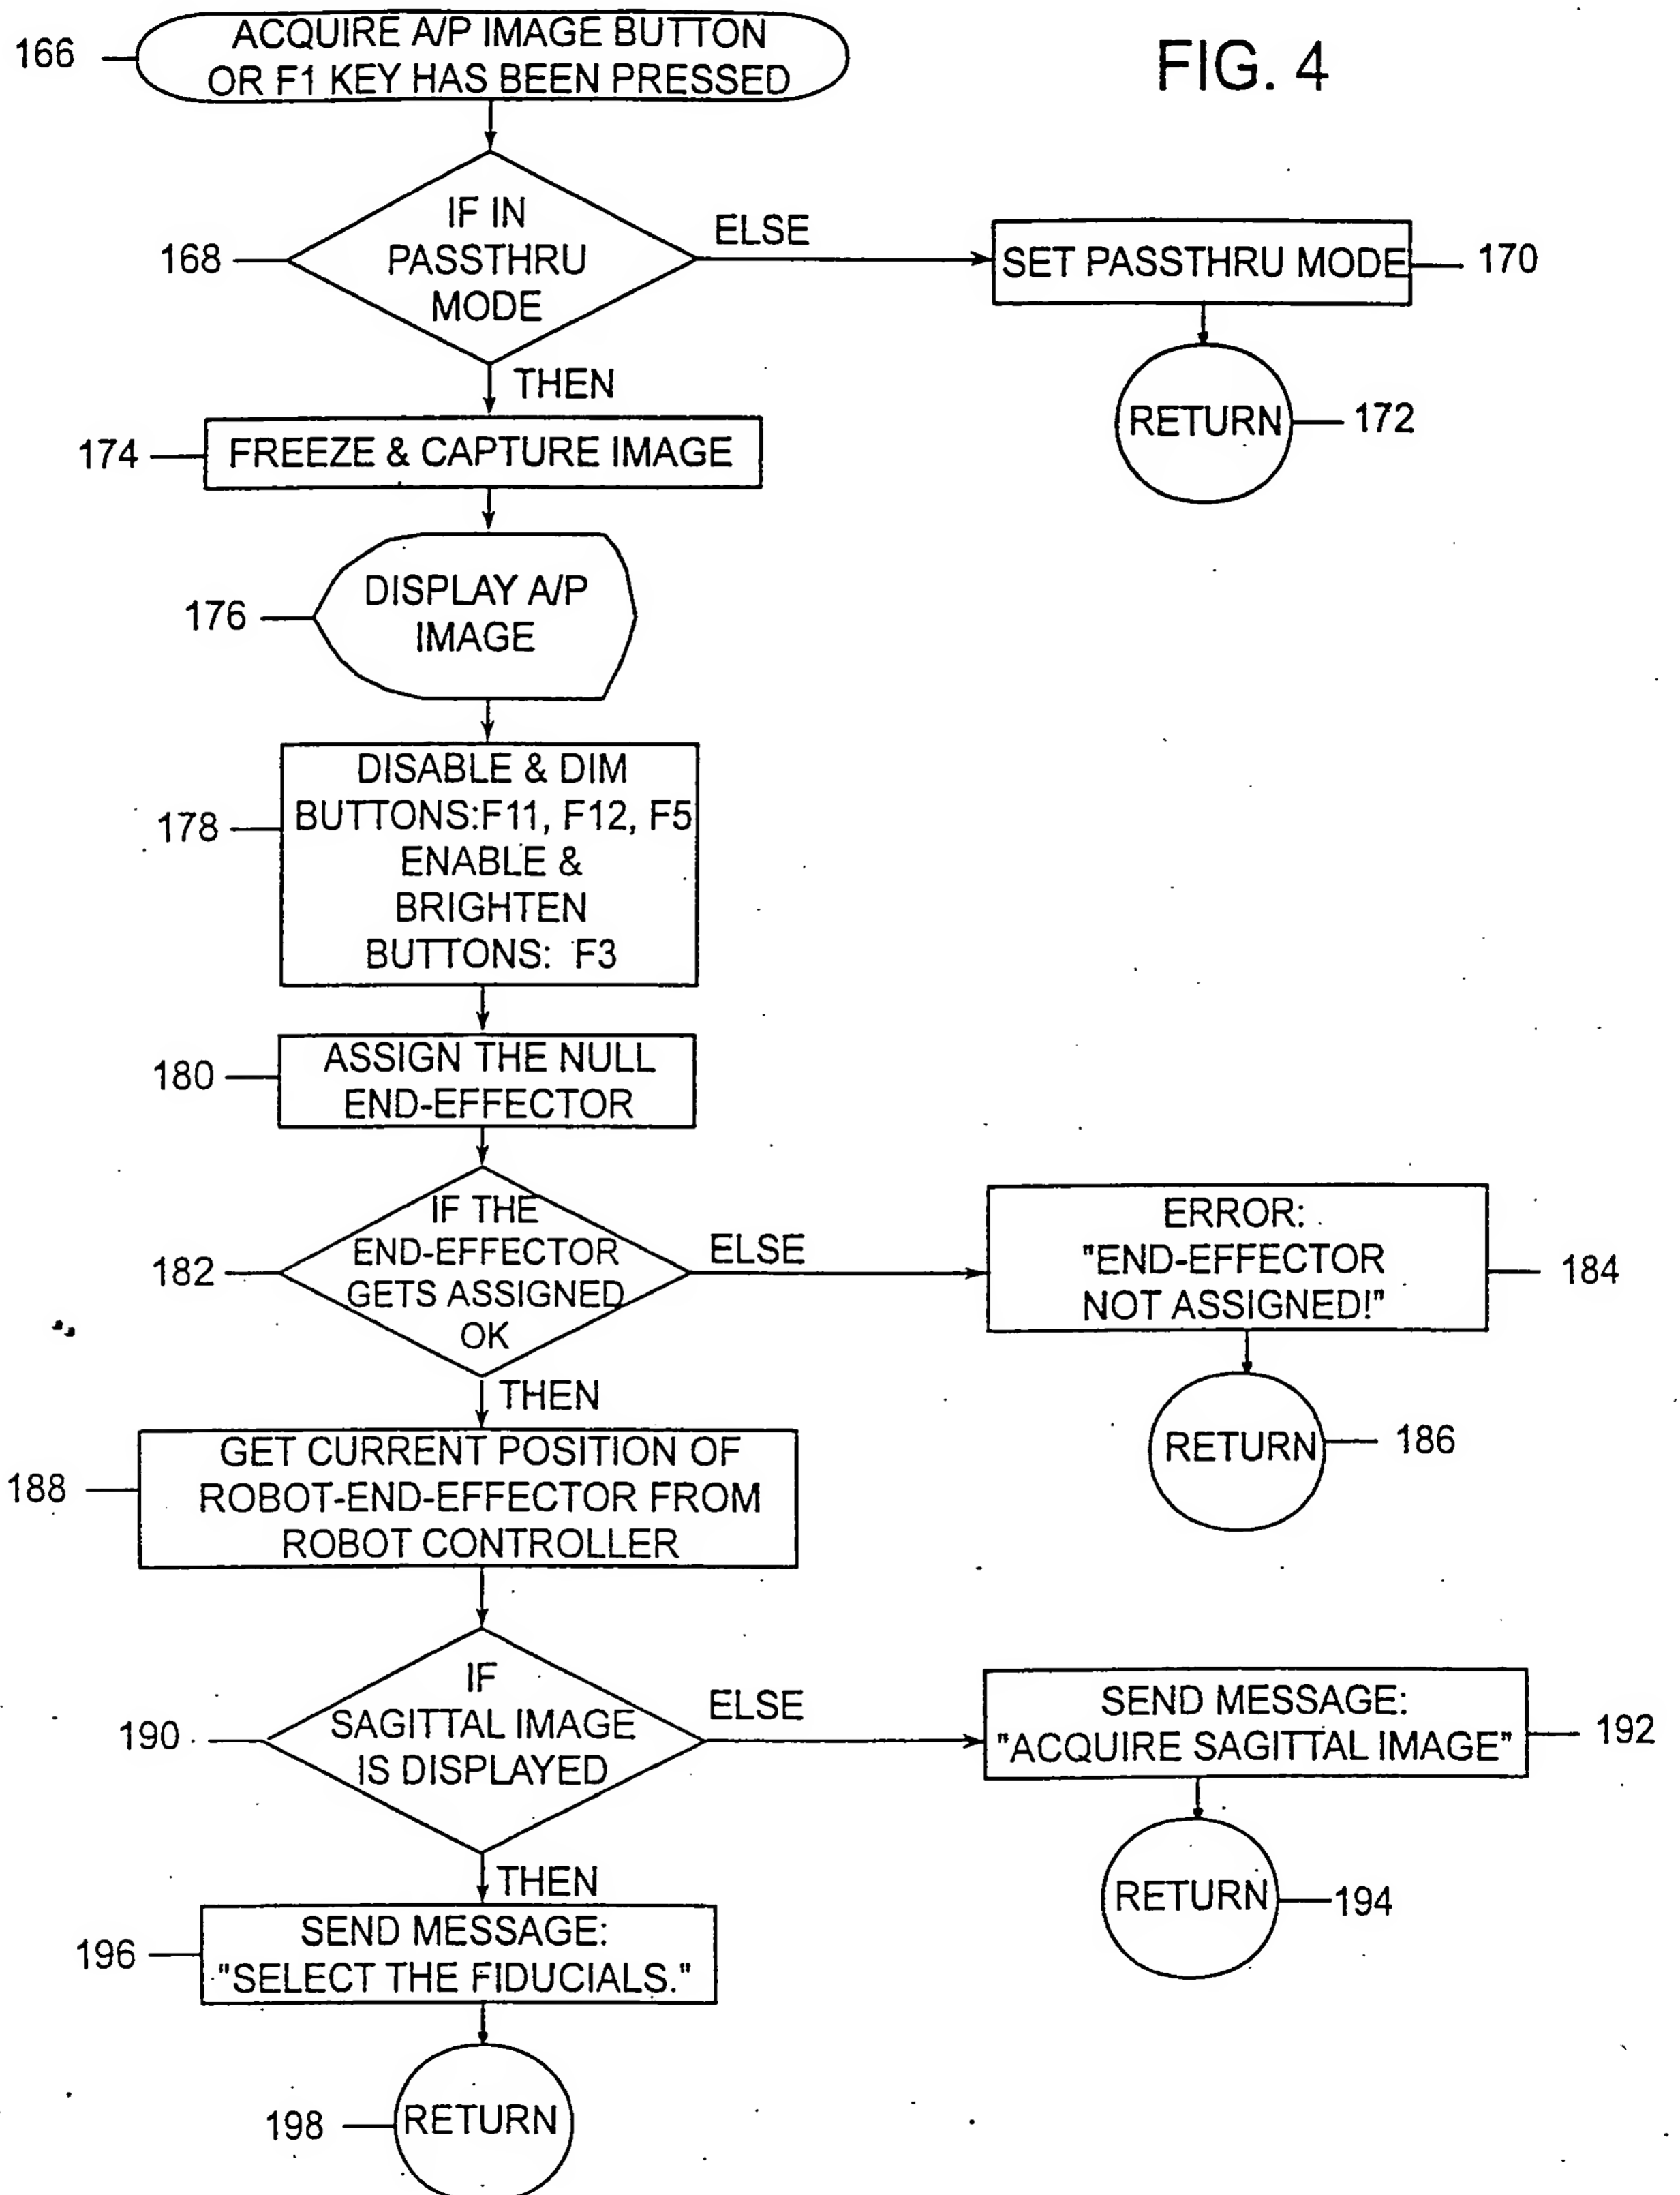 FIG. 4
166
ACQUIRE A/P IMAGE BUTTON
OR F1 KEY HAS BEEN PRESSED
168
IF IN
PASSTHRU
MODE
ELSE
SET PASSTHRU MODE
170
RETURN
172
THEN
174
FREEZE & CAPTURE IMAGE
176
DISPLAY A/P
IMAGE
178
DISABLE & DIM
BUTTONS:F11, F12, F5
ENABLE &
BRIGHTEN
BUTTONS: F3
180
ASSIGN THE NULL
END-EFFECTOR
182
IF THE
END-EFFECTOR
GETS ASSIGNED
OK
ELSE
ERROR:
"END-EFFECTOR
NOT ASSIGNED!"
184
RETURN
186
THEN
188
GET CURRENT POSITION OF
ROBOT-END-EFFECTOR FROM
ROBOT CONTROLLER
190
IF
SAGITTAL IMAGE
IS DISPLAYED
ELSE
SEND MESSAGE:
"ACQUIRE SAGITTAL IMAGE"
192
RETURN
194
THEN
196
SEND MESSAGE:
"SELECT THE FIDUCIALS."
198
RETURN